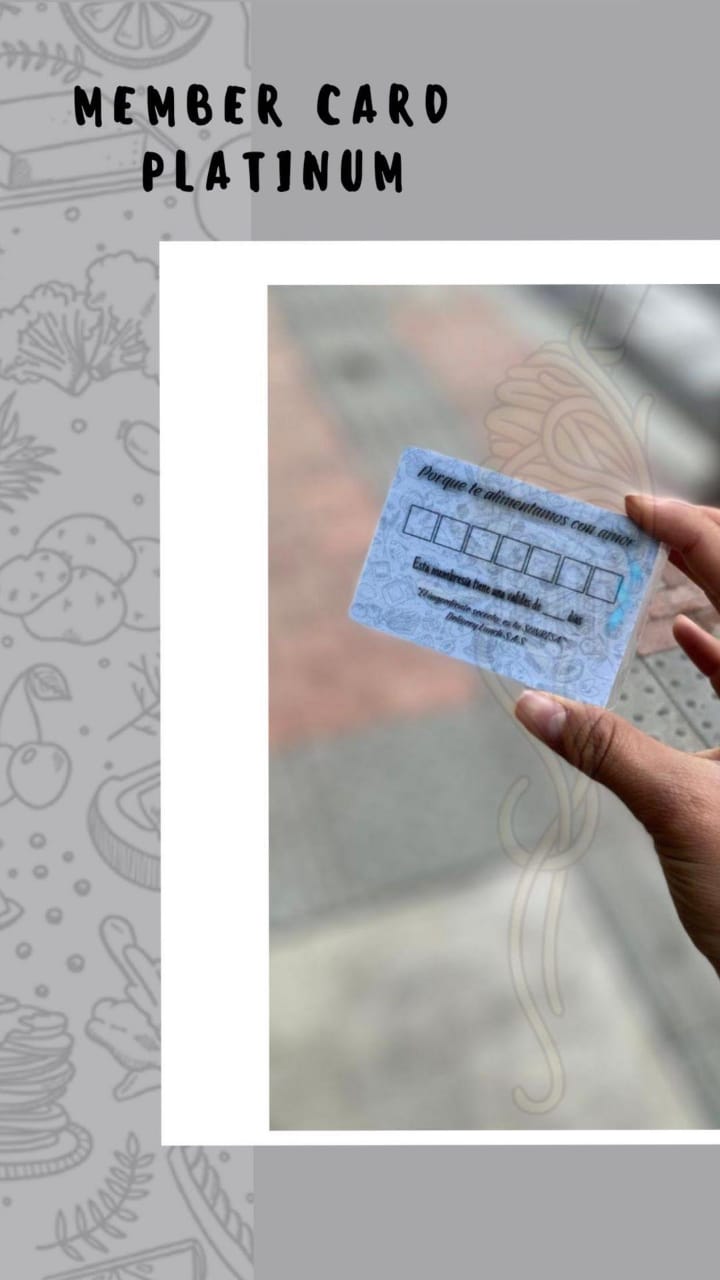 MEMBER CARD
PLATINUM
Porque te alimentamos con amor
Esta membresía tiene una validez de ____ días
"El ingrediente secreto, es tu SONRISA"
Delivery Lunch S.A.S